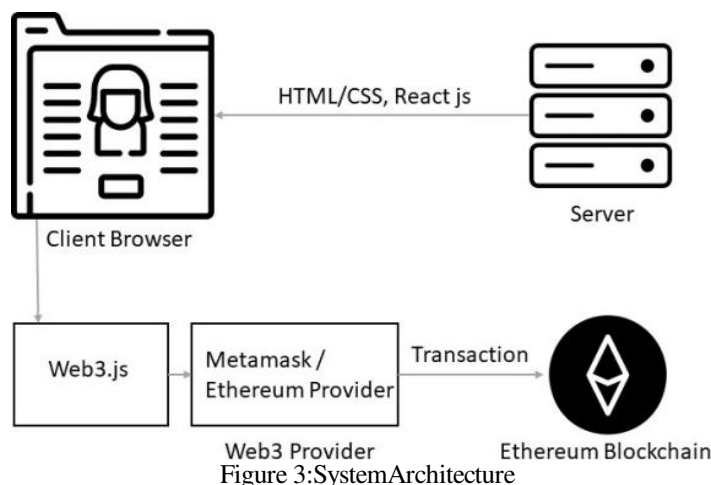 HTML/CSS, React js
Server
Client Browser
Web3.js
Metamask /
Ethereum Provider
Transaction
Web3 Provider
Ethereum Blockchain
Figure 3:SystemArchitecture